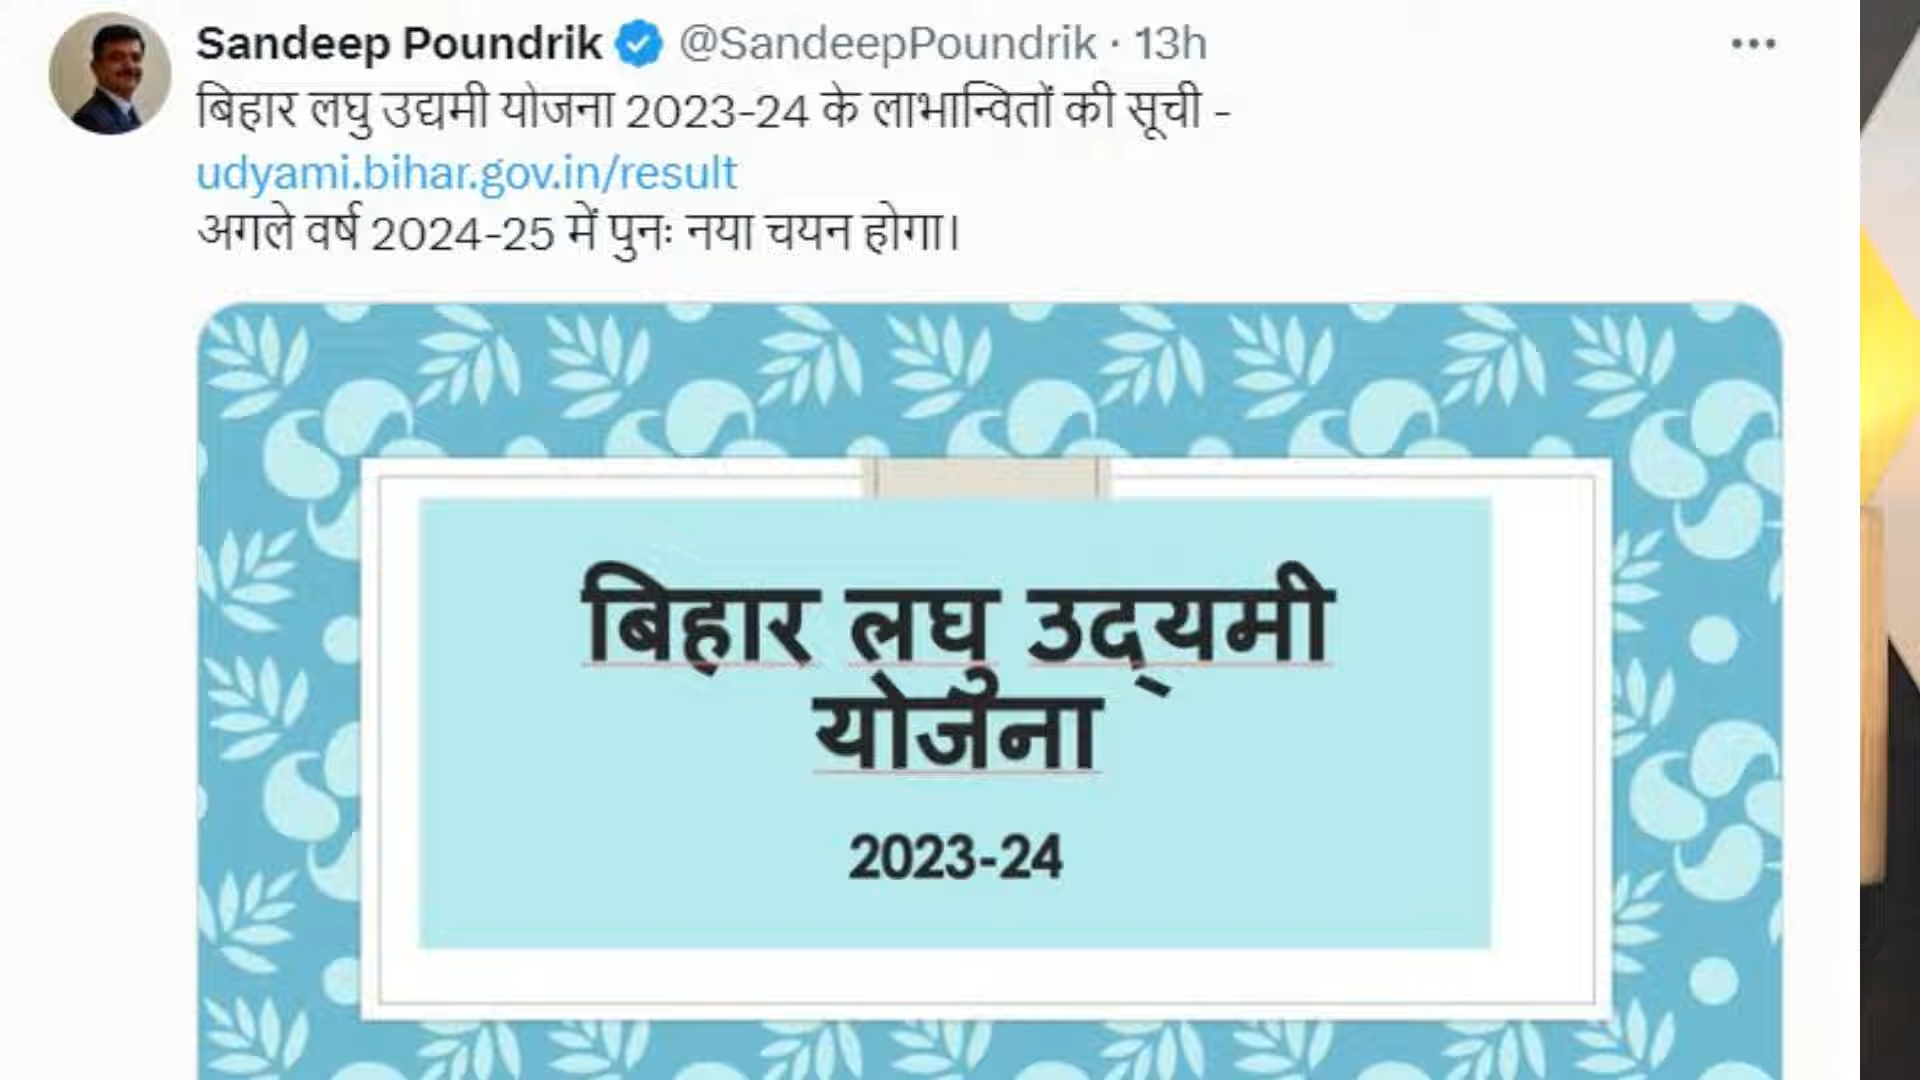 Sandeep Poundrik @SandeepPoundrik · 13h
बिहार लघु उद्यमी योजना 2023-24 के लाभान्वितों की सूची -
udyami.bihar.gov.in/result
अगले वर्ष 2024-25 में पुनः नया चयन होगा।
बिहार लघु उद्‌यमी
योजना
2023-24